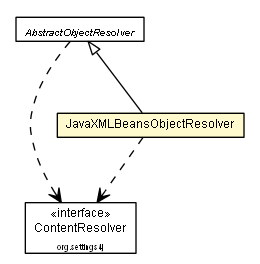 AbstractObjectResolver
JavaXMLBeansObjectResolver
«interface»
ContentResolver
org.settings4j